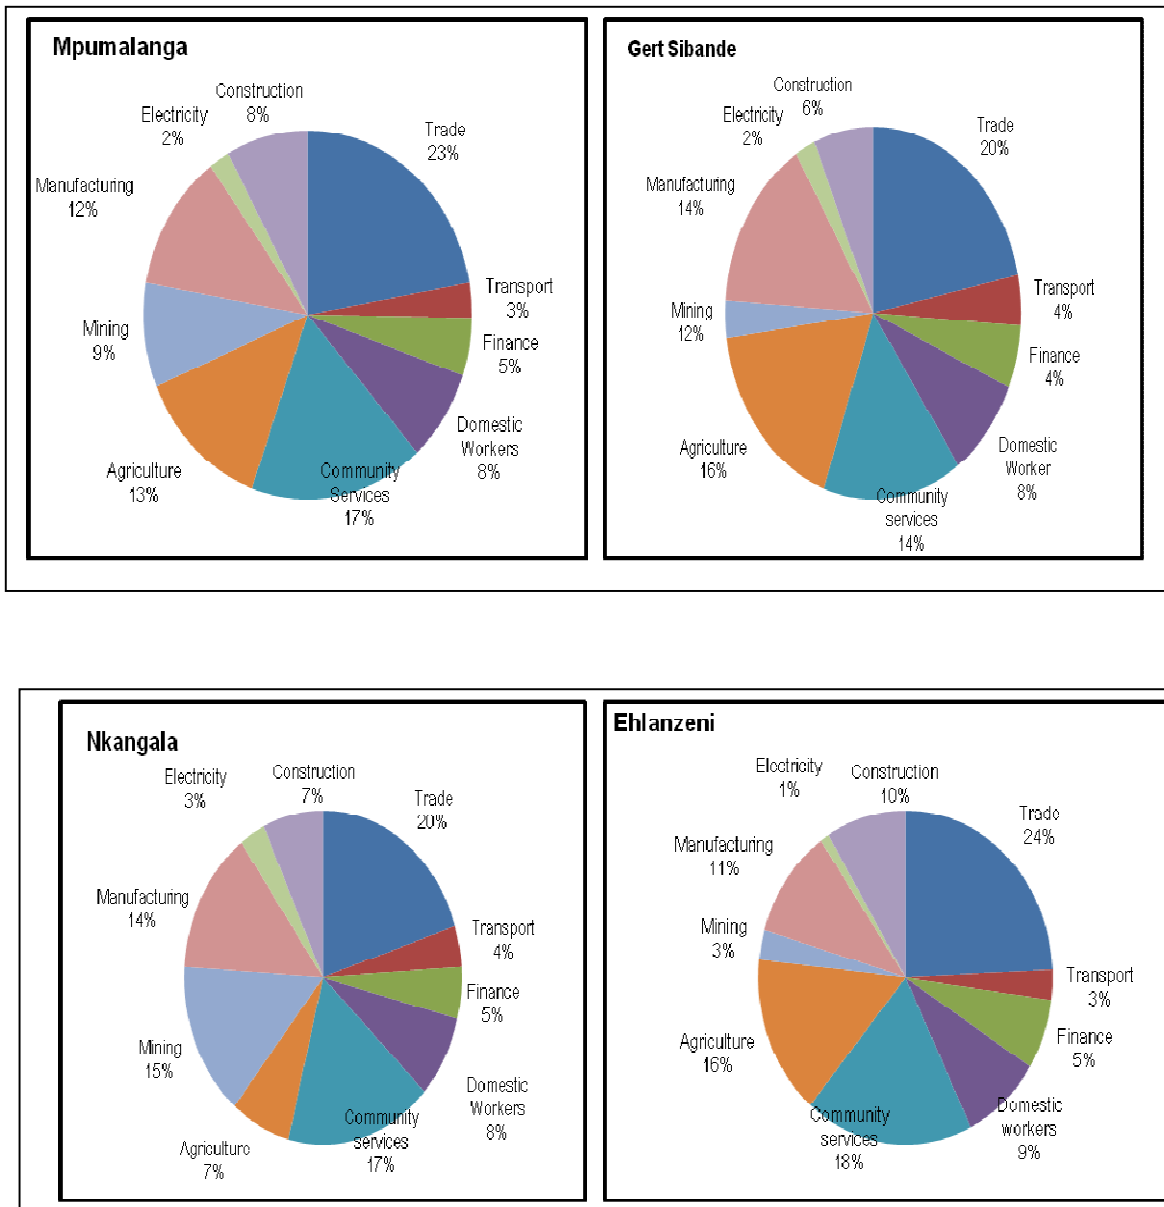 Mpumalanga
Construction
8%
Electricity
2%
Trade
23%
Manufacturing
12%
Transport
3%
Mining
9%
Finance
5%
Domestic
Workers
8%
Agriculture
13%
Community
Services
17%
Gert Sibande
Construction
6%
Electricity
2%
Trade
20%
Manufacturing
14%
Transport
4%
Mining
12%
Finance
4%
Domestic
Worker
8%
Agriculture
16%
Community
services
14%
Nkangala
Construction
7%
Electricity
3%
Trade
20%
Manufacturing
14%
Transport
4%
Finance
5%
Mining
15%
Domestic
Workers
8%
Agriculture
7%
Community
services
17%
Ehlanzeni
Electricity
1%
Construction
10%
Trade
24%
Manufacturing
11%
Mining
3%
Transport
3%
Finance
5%
Agriculture
16%
Domestic
workers
9%
Community
services
18%